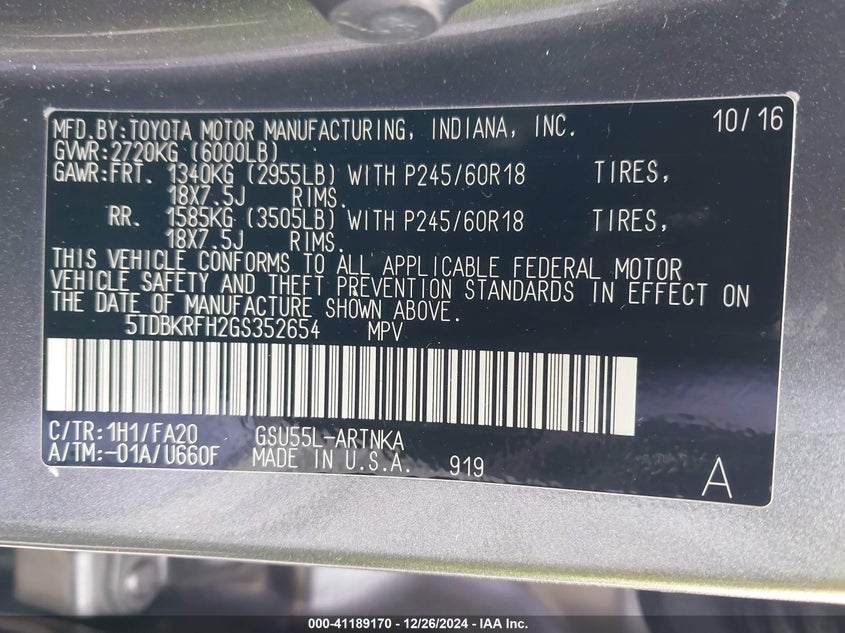 MFD.BY:TOYOTA MOTOR MANUFACTURING, INDIANA, INC. 10/16
GVWR:2720KG (6000LB)
GAWR:FRT. 1340KG (2955LB) WITH P245/60R18 TIRES,
18X7.5J RIMS.
RR. 1585KG (3505LB) WITH P245/60R18 TIRES,
18X7.5J RIMS.
THIS VEHICLE CONFORMS TO ALL APPLICABLE FEDERAL MOTOR
VEHICLE SAFETY AND THEFT PREVENTION STANDARDS IN EFFECT ON
THE DATE OF MANUFACTURE SHOWN ABOVE.
5TDBKRFH2GS352654 MPV
C/TR:1H1/FA20 GSU55L-ARTNKA
A/TM:-01A/U660F MADE IN U.S.A. 919
A
000-41189170 - 12/26/2024 - IAA Inc.